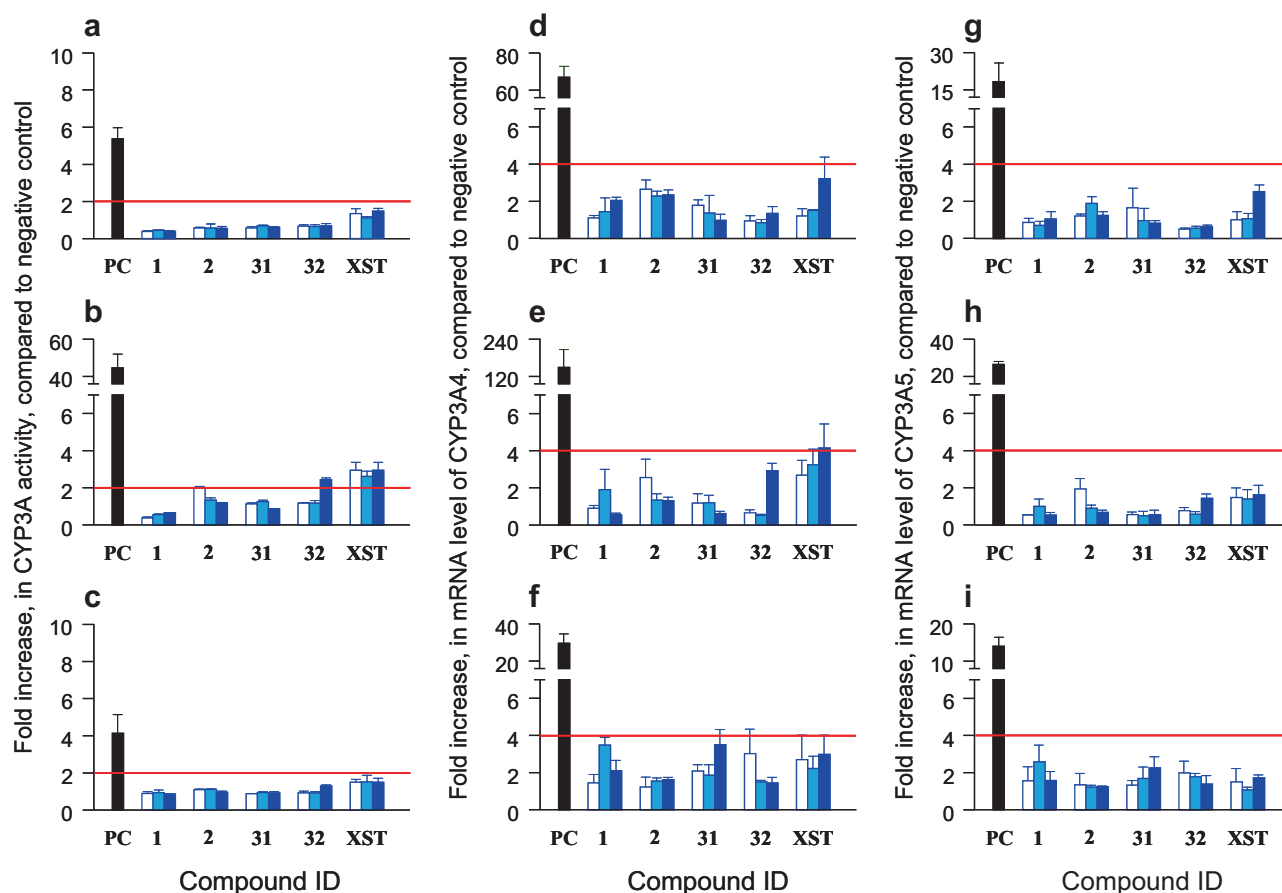 Fold increase, in CYP3A activity, compared to negative control
a
10
8
6
4
2
0
PC 1 2 31 32 XST
b
60
40
6
4
2
0
PC 1 2 31 32 XST
c
10
8
6
4
2
0
PC 1 2 31 32 XST
Compound ID
Fold increase, in mRNA level of CYP3A4, compared to negative control
d
80
60
6
4
2
0
PC 1 2 31 32 XST
e
240
120
6
4
2
0
PC 1 2 31 32 XST
f
40
20
6
4
2
0
PC 1 2 31 32 XST
Compound ID
Fold increase, in mRNA level of CYP3A5, compared to negative control
g
30
15
6
4
2
0
PC 1 2 31 32 XST
h
40
20
6
4
2
0
PC 1 2 31 32 XST
i
20
10
6
4
2
0
PC 1 2 31 32 XST
Compound ID